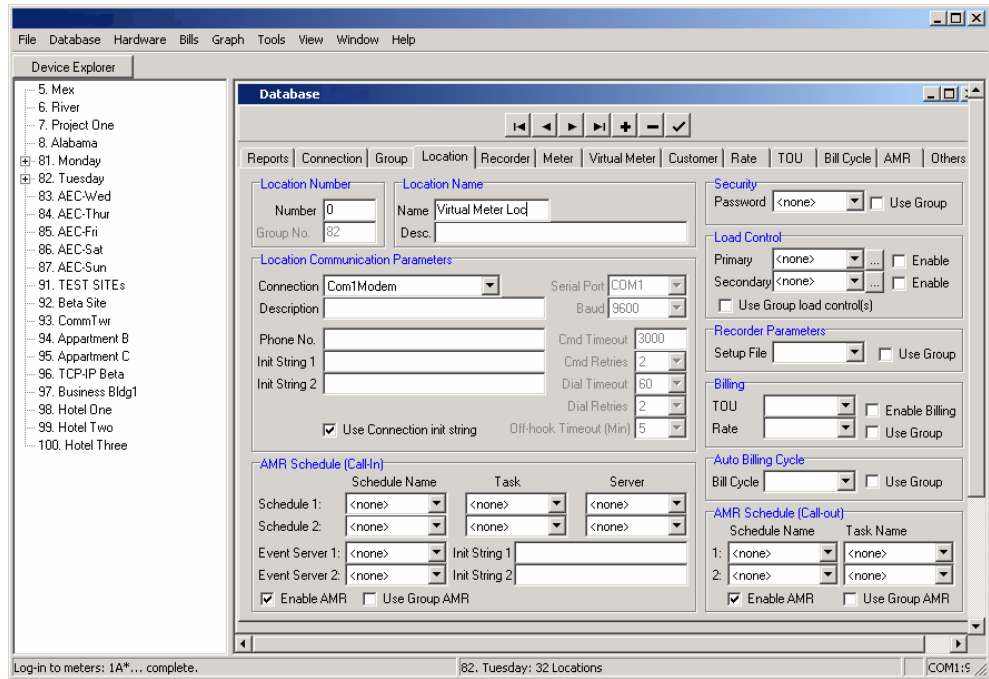 File Database Hardware Bills Graph Tools View Window Help
Device Explorer
5. Mex
6. River
7. Project One
8. Alabama
81. Monday
82. Tuesday
83. AEC-Wed
84. AEC-Thur
85. AEC-Fri
86. AEC-Sat
87. AEC-Sun
91. TEST SITEs
92. Beta Site
93. CommTwr
94. Appartment B
95. Appartment C
96. TCP-IP Beta
97. Business Bldg1
98. Hotel One
99. Hotel Two
100. Hotel Three
Database
Reports Connection Group Location Recorder Meter Virtual Meter Customer Rate TOU Bill Cycle AMR Others
Location Number
Number 0
Group No. 82
Location Name
Name Virtual Meter Loc
Desc.
Location Communication Parameters
Connection Com1Modem Serial Port COM1
Description Baud 9600
Phone No. Cmd Timeout 3000
Init String 1 Cmd Retries 2
Init String 2 Dial Timeout 60
Dial Retries 2
Use Connection init string Off-hook Timeout (Min) 5
AMR Schedule (Call-In)
Schedule Name Task Server
Schedule 1: <none> <none> <none>
Schedule 2: <none> <none> <none>
Event Server 1: <none> Init String 1
Event Server 2: <none> Init String 2
Enable AMR Use Group AMR
Security
Password <none> Use Group
Load Control
Primary <none> ... Enable
Secondary <none> ... Enable
Use Group load control(s)
Recorder Parameters
Setup File Use Group
Billing
TOU Enable Billing
Rate Use Group
Auto Billing Cycle
Bill Cycle Use Group
AMR Schedule (Call-out)
Schedule Name Task Name
1: <none> <none>
2: <none> <none>
Enable AMR Use Group AMR
Log-in to meters: 1A*... complete. 82. Tuesday: 32 Locations COM1:9